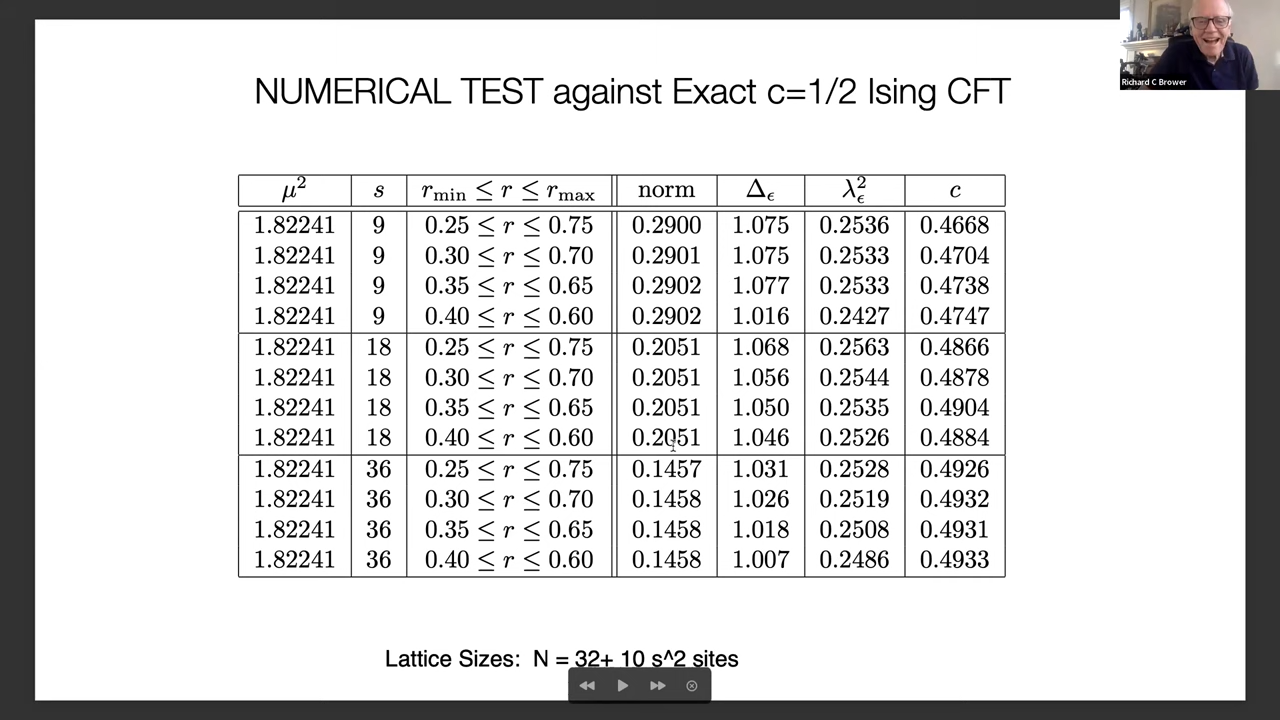 Richard C Brower
NUMERICAL TEST against Exact c=1/2 Ising CFT
μ² s r_min ≤ r ≤ r_max norm Δ_ϵ λ²_ϵ c
1.82241 9 0.25 ≤ r ≤ 0.75 0.2900 1.075 0.2536 0.4668
1.82241 9 0.30 ≤ r ≤ 0.70 0.2901 1.075 0.2533 0.4704
1.82241 9 0.35 ≤ r ≤ 0.65 0.2902 1.077 0.2533 0.4738
1.82241 9 0.40 ≤ r ≤ 0.60 0.2902 1.016 0.2427 0.4747
1.82241 18 0.25 ≤ r ≤ 0.75 0.2051 1.068 0.2563 0.4866
1.82241 18 0.30 ≤ r ≤ 0.70 0.2051 1.056 0.2544 0.4878
1.82241 18 0.35 ≤ r ≤ 0.65 0.2051 1.050 0.2535 0.4904
1.82241 18 0.40 ≤ r ≤ 0.60 0.2051 1.046 0.2526 0.4884
1.82241 36 0.25 ≤ r ≤ 0.75 0.1457 1.031 0.2528 0.4926
1.82241 36 0.30 ≤ r ≤ 0.70 0.1458 1.026 0.2519 0.4932
1.82241 36 0.35 ≤ r ≤ 0.65 0.1458 1.018 0.2508 0.4931
1.82241 36 0.40 ≤ r ≤ 0.60 0.1458 1.007 0.2486 0.4933
Lattice Sizes: N = 32+ 10 s^2 sites